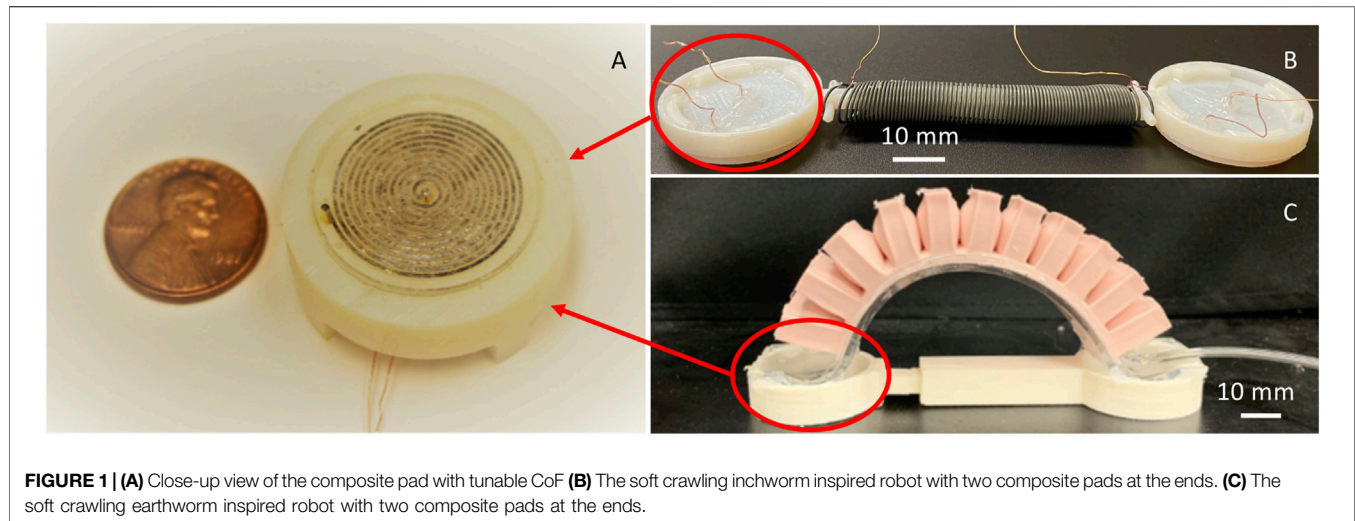 A
B
10 mm
C
10 mm
FIGURE 1 | (A) Close-up view of the composite pad with tunable CoF (B) The soft crawling inchworm inspired robot with two composite pads at the ends. (C) The
soft crawling earthworm inspired robot with two composite pads at the ends.